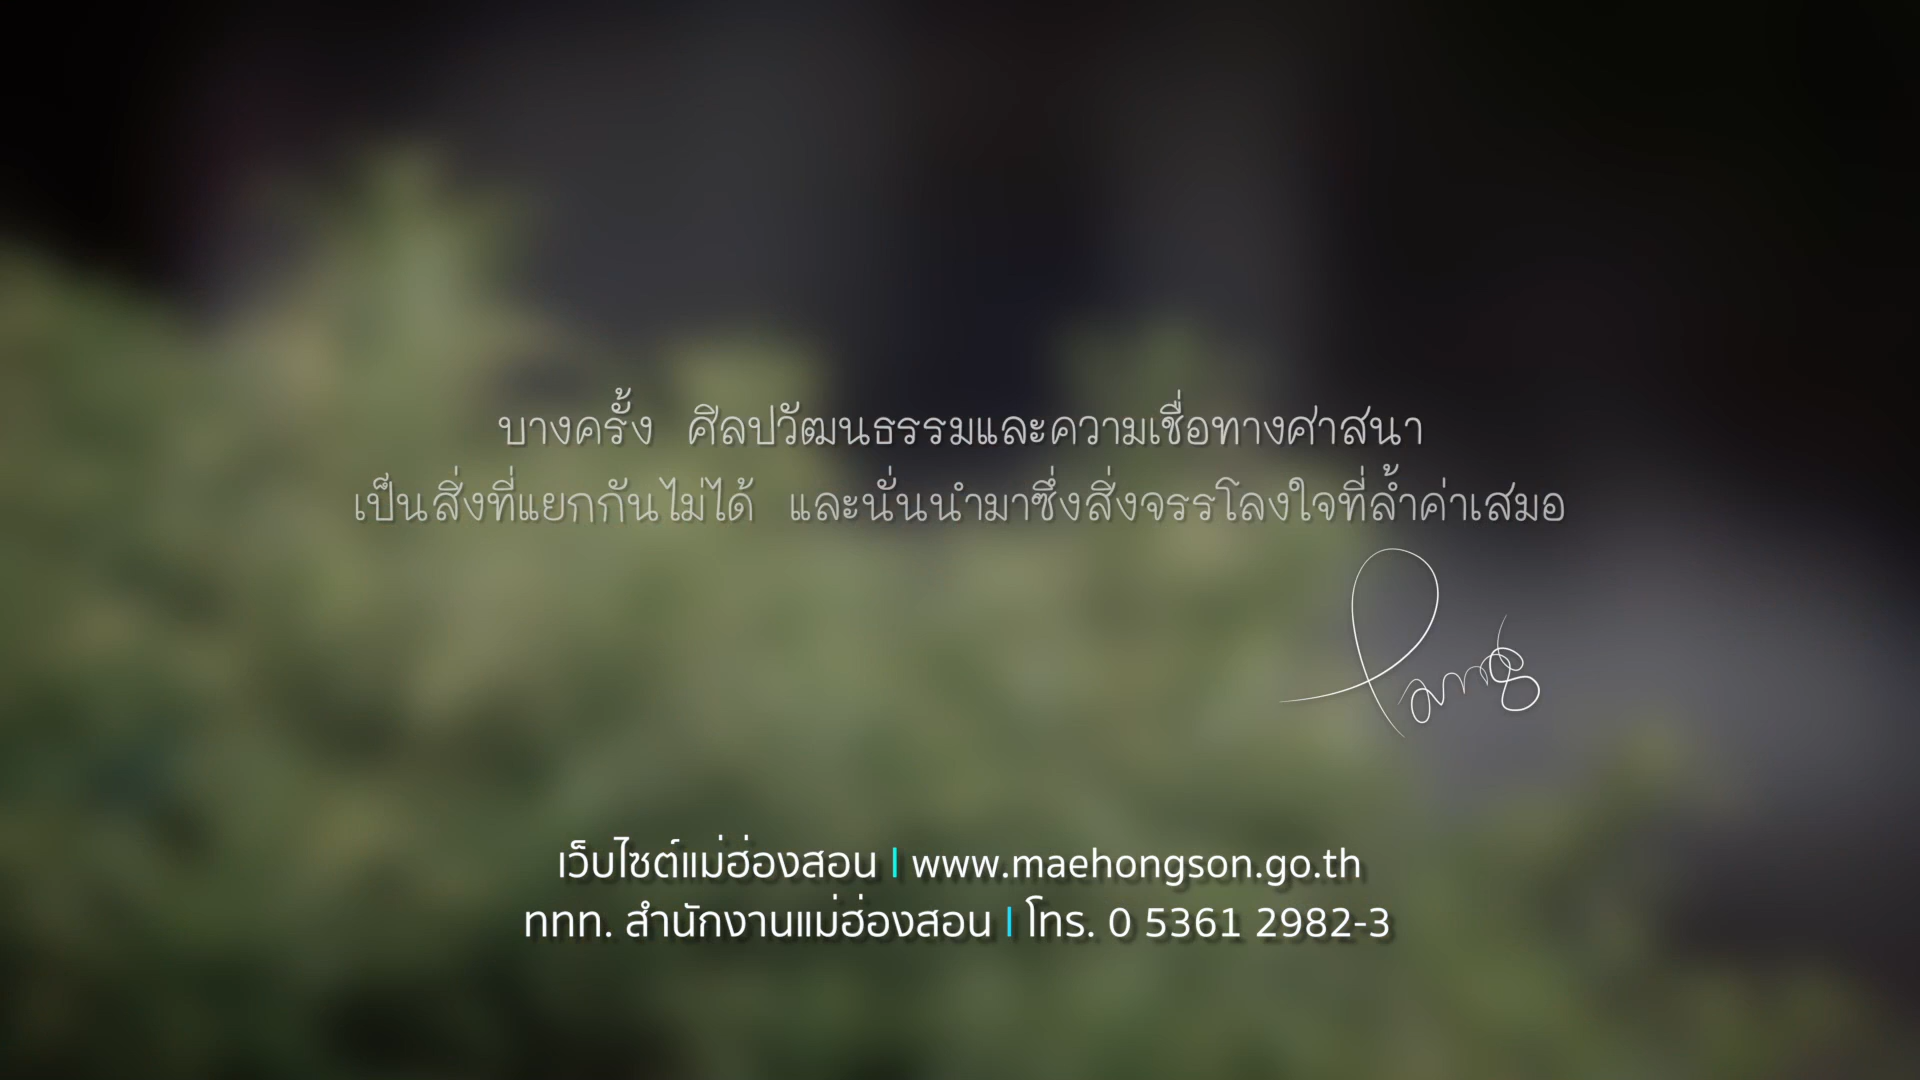 บางครั้ง ศิลปวัฒนธรรมและความเชื่อทางศาสนา
เป็นสิ่งที่แยกกันไม่ได้ และนั่นนำมาซึ่งสิ่งจรรโลงใจที่ล้ำค่าเสมอ
Pang
เว็บไซต์แม่ฮ่องสอน | www.maehongson.go.th
ททท. สำนักงานแม่ฮ่องสอน | โทร. 0 5361 2982-3